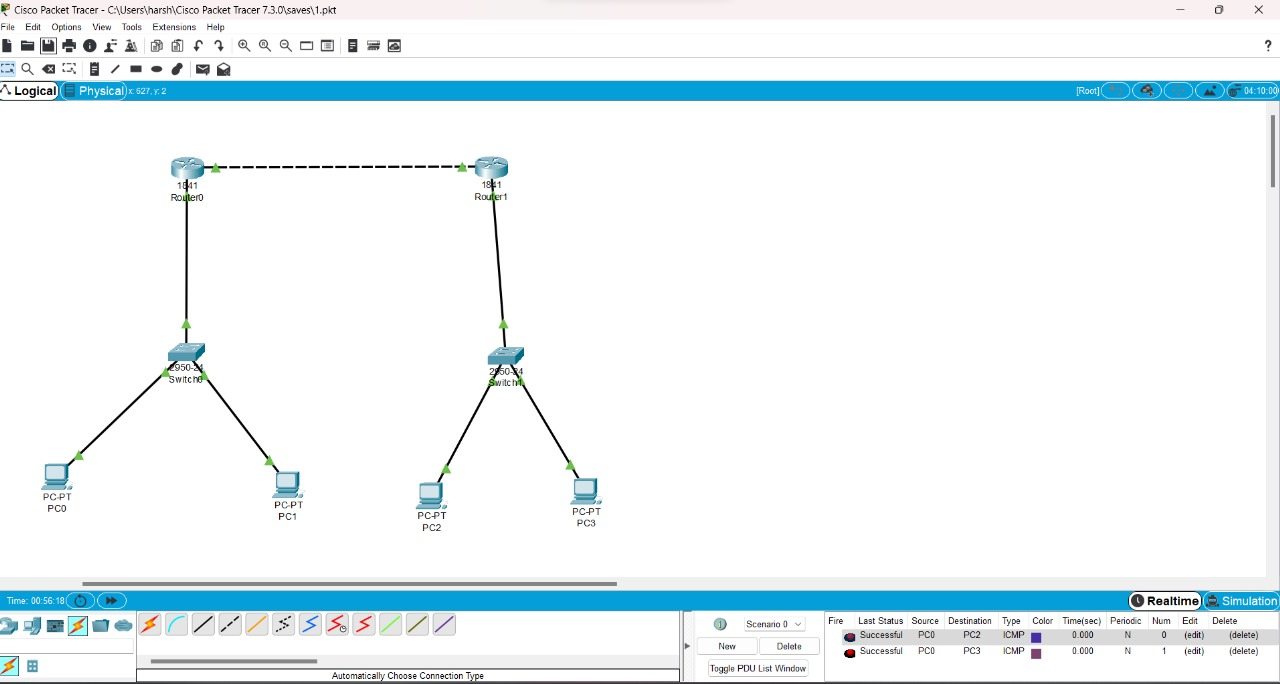 Cisco Packet Tracer - C:\Users\harsh\Cisco Packet Tracer 7.3.0\saves\1.pkt
File Edit Options View Tools Extensions Help
?
Logical Physical x: 627, y: 2 [Root] 04:10:00
1841
Router0
1841
Router1
2950-24
Switch0
2950-24
Switch1
PC-PT
PC0
PC-PT
PC1
PC-PT
PC2
PC-PT
PC3
Time: 00:56:18 Realtime Simulation
Scenario 0
New Delete
Toggle PDU List Window
Automatically Choose Connection Type
Fire Last Status Source Destination Type Color Time(sec) Periodic Num Edit Delete
Successful PC0 PC2 ICMP 0.000 N 0 (edit) (delete)
Successful PC0 PC3 ICMP 0.000 N 1 (edit) (delete)